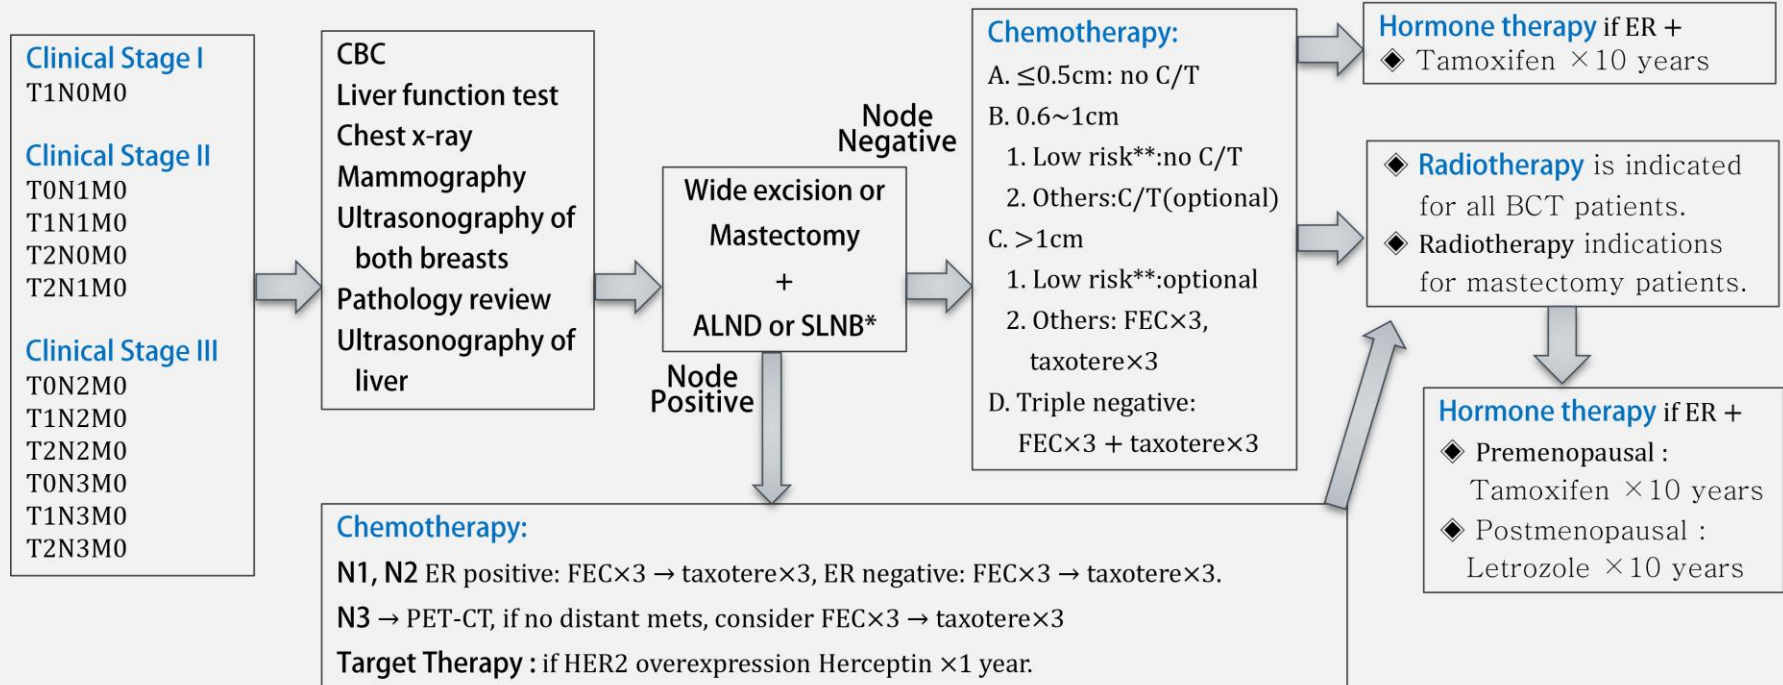 Clinical Stage I
T1N0M0
Clinical Stage II
T0N1M0
T1N1M0
T2N0M0
T2N1M0
Clinical Stage III
T0N2M0
T1N2M0
T2N2M0
T0N3M0
T1N3M0
T2N3M0
CBC
Liver function test
Chest x-ray
Mammography
Ultrasonography of
both breasts
Pathology review
Ultrasonography of
liver
Wide excision or
Mastectomy
+
ALND or SLNB*
Node
Negative
Node
Positive
Chemotherapy:
A. ≤0.5cm: no C/T
B. 0.6~1cm
1. Low risk**:no C/T
2. Others:C/T(optional)
C. >1cm
1. Low risk**:optional
2. Others: FEC×3,
taxotere×3
D. Triple negative:
FEC×3 + taxotere×3
Hormone therapy if ER +
◈ Tamoxifen ×10 years
◈ Radiotherapy is indicated
for all BCT patients.
◈ Radiotherapy indications
for mastectomy patients.
Hormone therapy if ER +
◈ Premenopausal :
Tamoxifen ×10 years
◈ Postmenopausal :
Letrozole ×10 years
Chemotherapy:
N1, N2 ER positive: FEC×3 → taxotere×3, ER negative: FEC×3 → taxotere×3.
N3 → PET-CT, if no distant mets, consider FEC×3 → taxotere×3
Target Therapy : if HER2 overexpression Herceptin ×1 year.